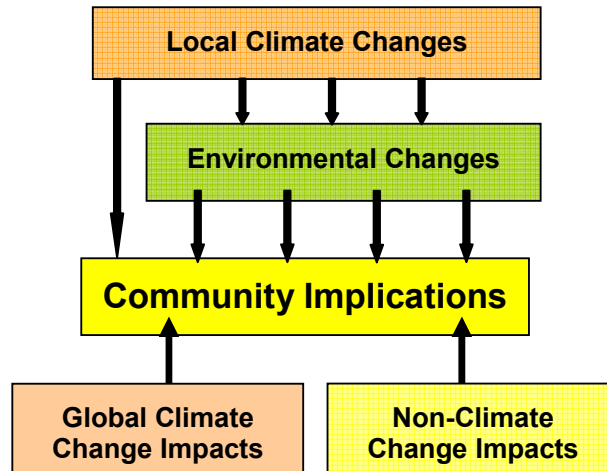 Local Climate Changes
Environmental Changes
Community Implications
Global Climate
Change Impacts
Non-Climate
Change Impacts